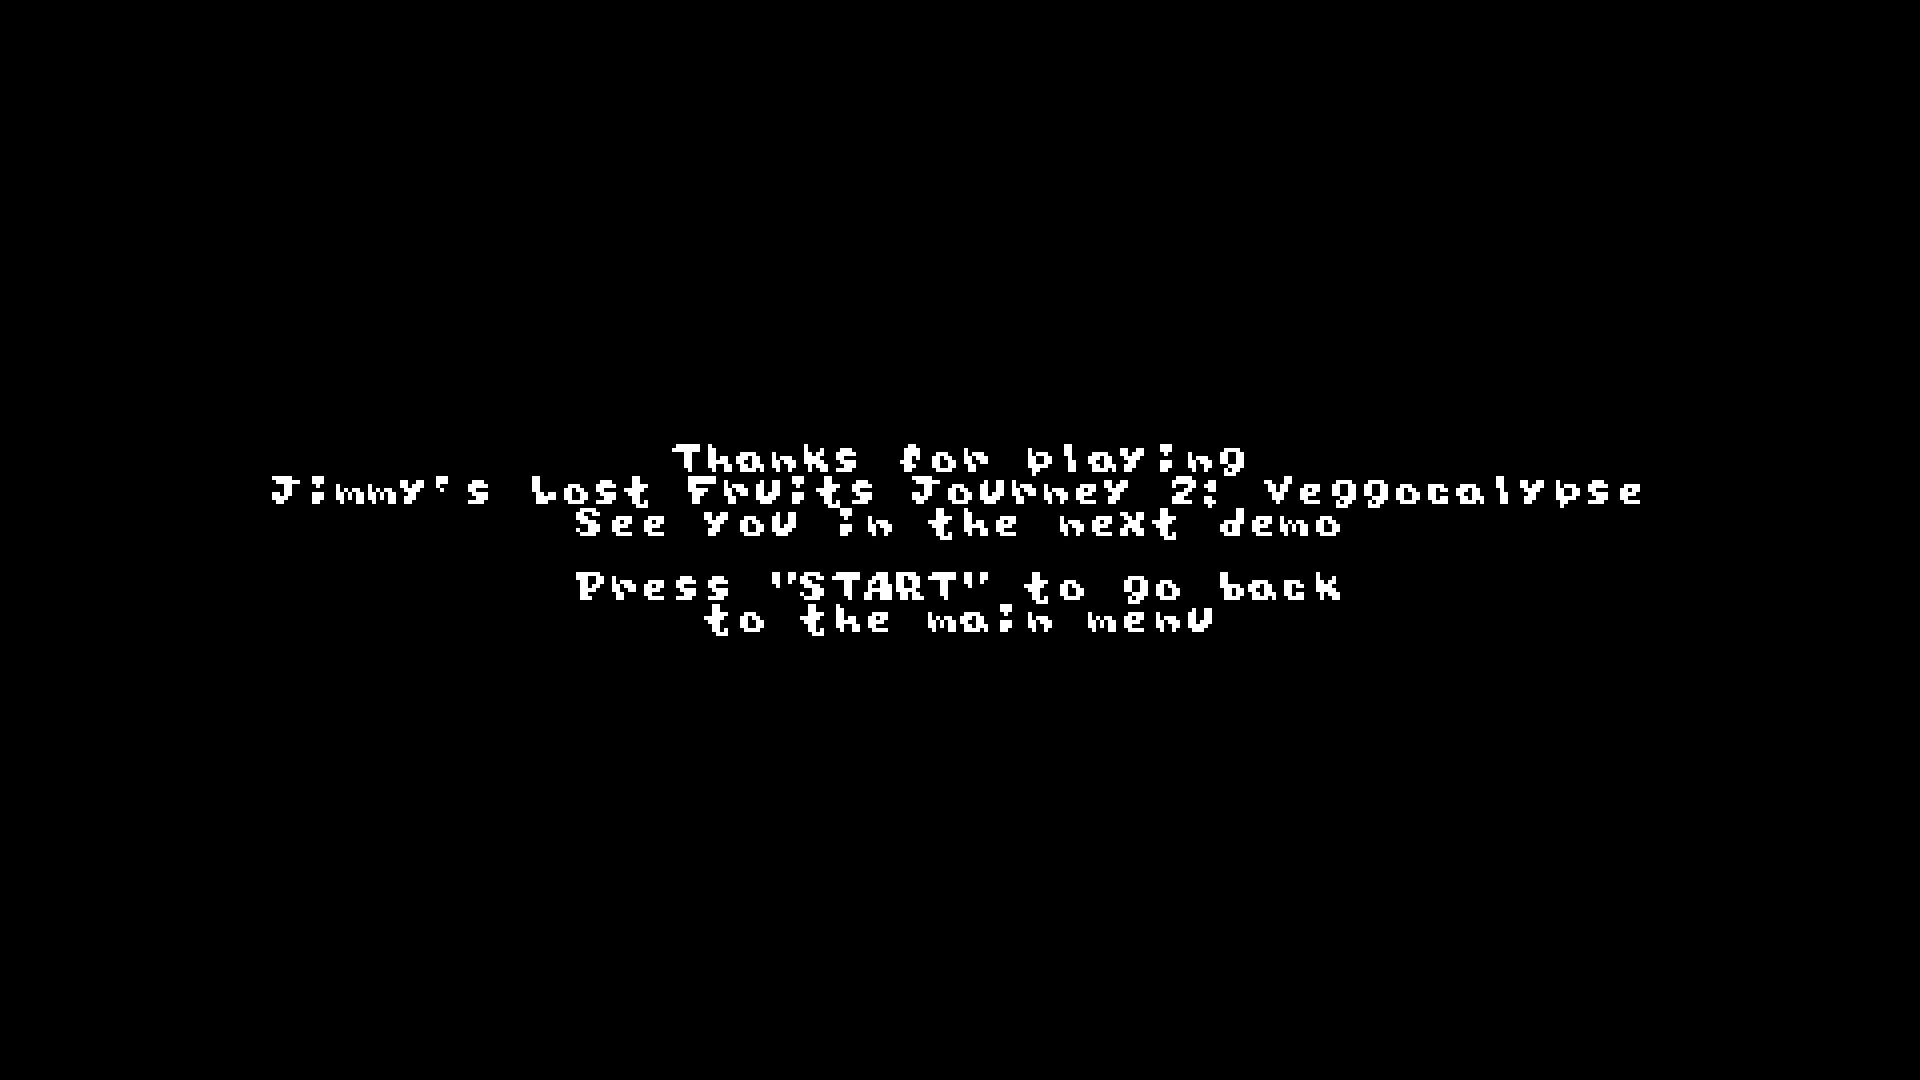 Thanks for playing
Jimmy's Lost Fruits Journey 2: Veggocalypse
See you in the next demo
Press "START" to go back
to the main menu